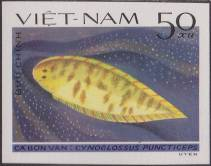 VIỆT-NAM 50 XU
BƯU CHÍNH
CÁ BƠN VẰN : CYNOGLOSSUS PUNCTICEPS